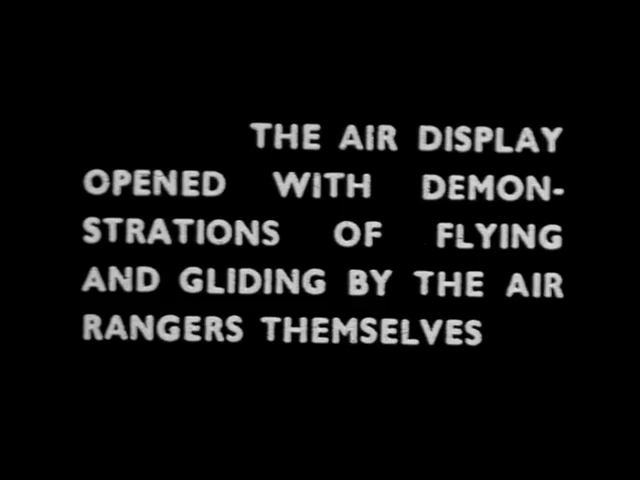 THE AIR DISPLAY
OPENED WITH DEMON-
STRATIONS OF FLYING
AND GLIDING BY THE AIR
RANGERS THEMSELVES